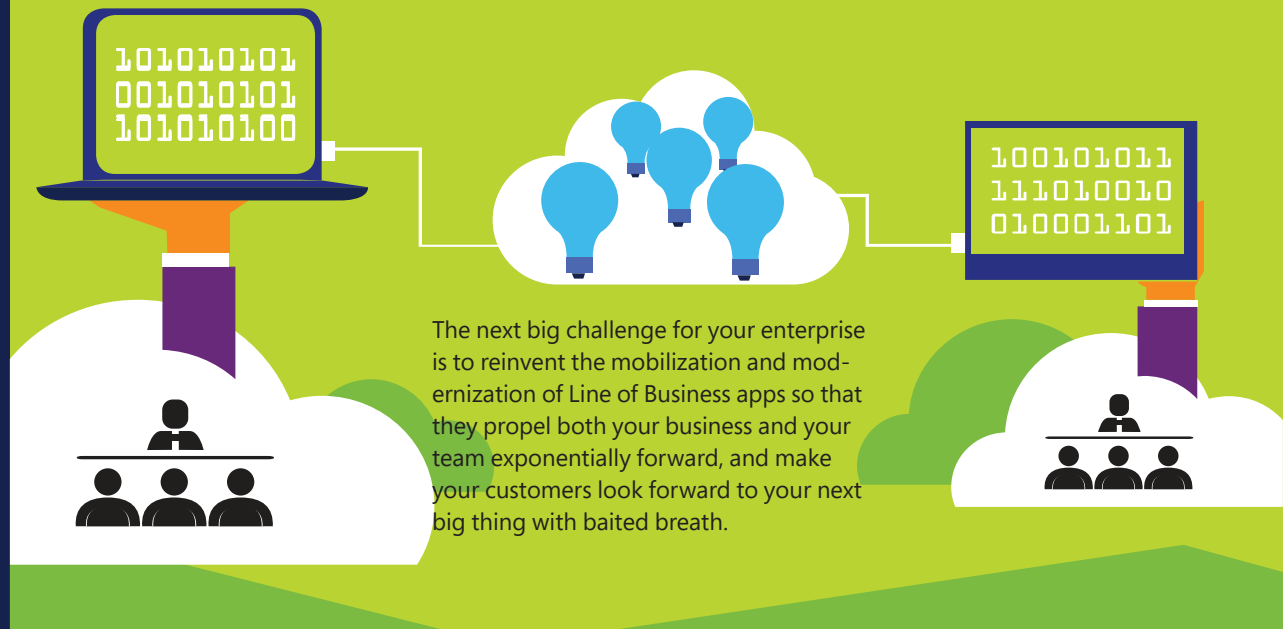 101010101
001010101
101010100
100101011
111010010
010001101
The next big challenge for your enterprise
is to reinvent the mobilization and mod-
ernization of Line of Business apps so that
they propel both your business and your
team exponentially forward, and make
your customers look forward to your next
big thing with baited breath.